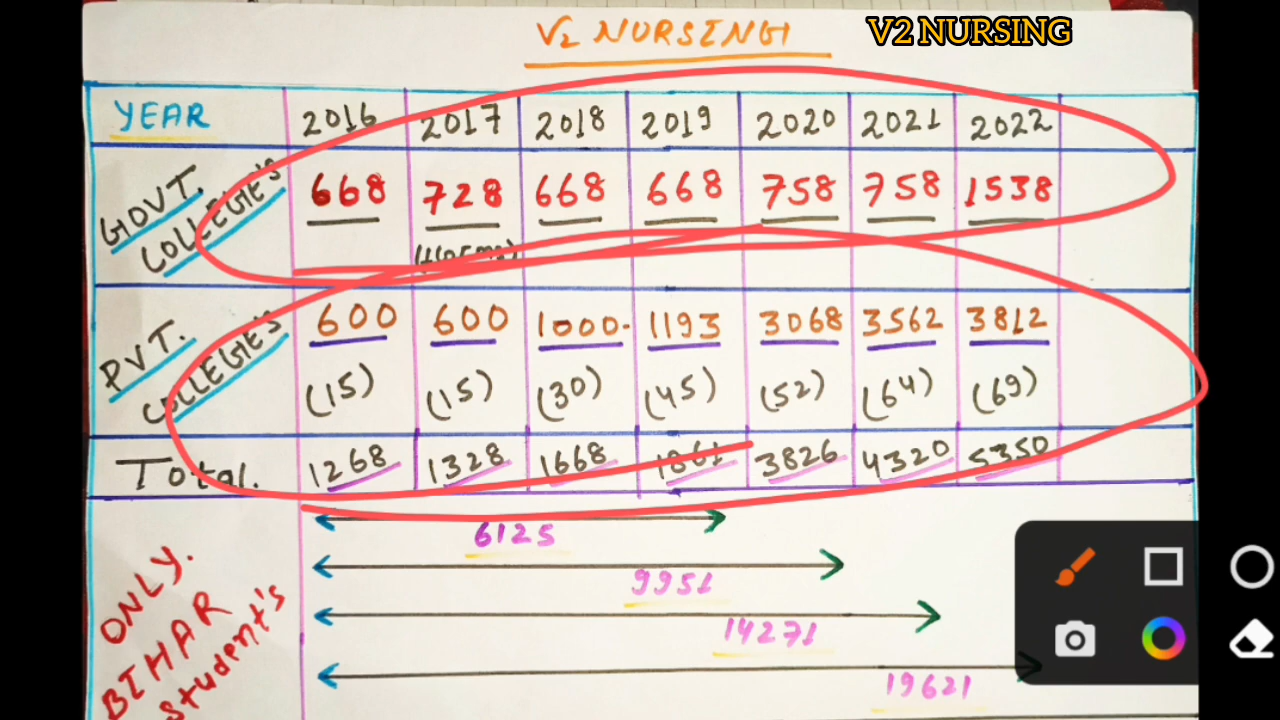 V2 NURSING
V2 NURSING
YEAR 2016 2017 2018 2019 2020 2021 2022
GOVT. COLLEGE'S 668 728 668 668 758 758 1538
PVT. COLLEGE'S 600 600 1000. 1193 3068 3562 3812
(15) (15) (30) (45) (52) (64) (69)
Total. 1268 1328 1668 1861 3826 4320 5350
6125
9951
14271
19621
ONLY.
BIHAR
Student's